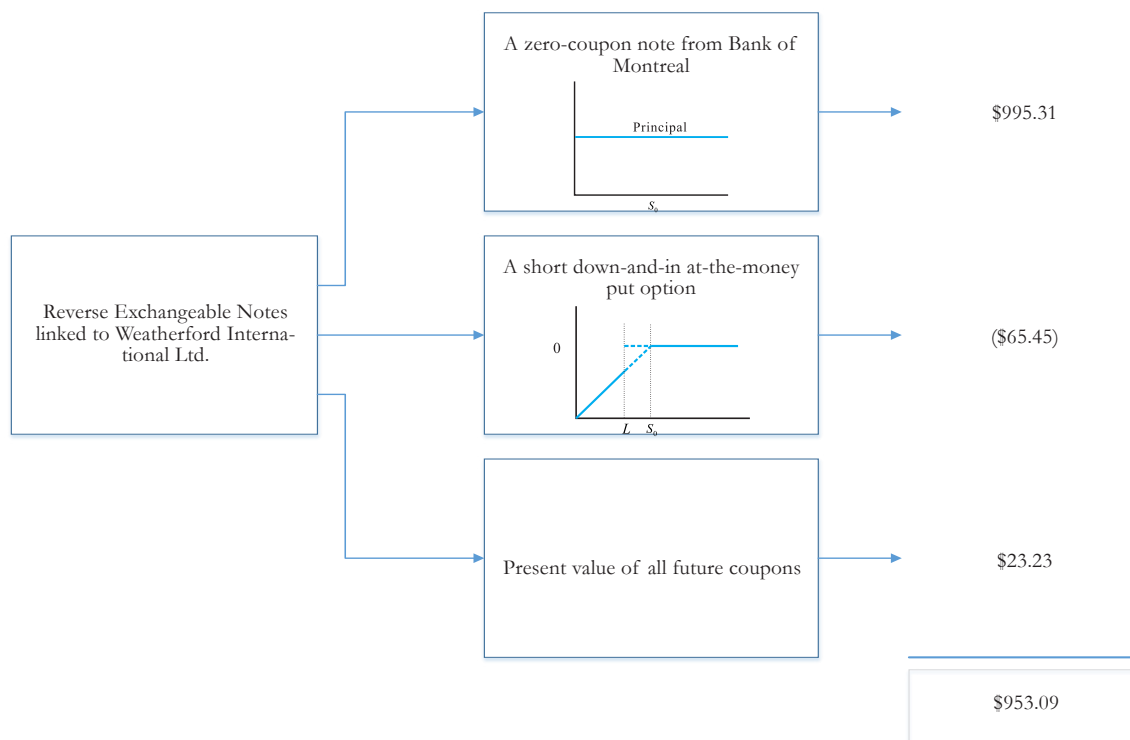 A zero-coupon note from Bank of
Montreal
Principal
S₀
$995.31
Reverse Exchangeable Notes
linked to Weatherford Interna-
tional Ltd.
A short down-and-in at-the-money
put option
0
L S₀
($65.45)
Present value of all future coupons
$23.23
$953.09